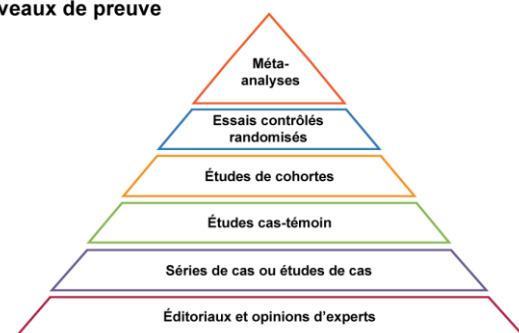 veaux de preuve
Méta-
analyses
Essais contrôlés
randomisés
Études de cohortes
Études cas-témoin
Séries de cas ou études de cas
Éditoriaux et opinions d'experts